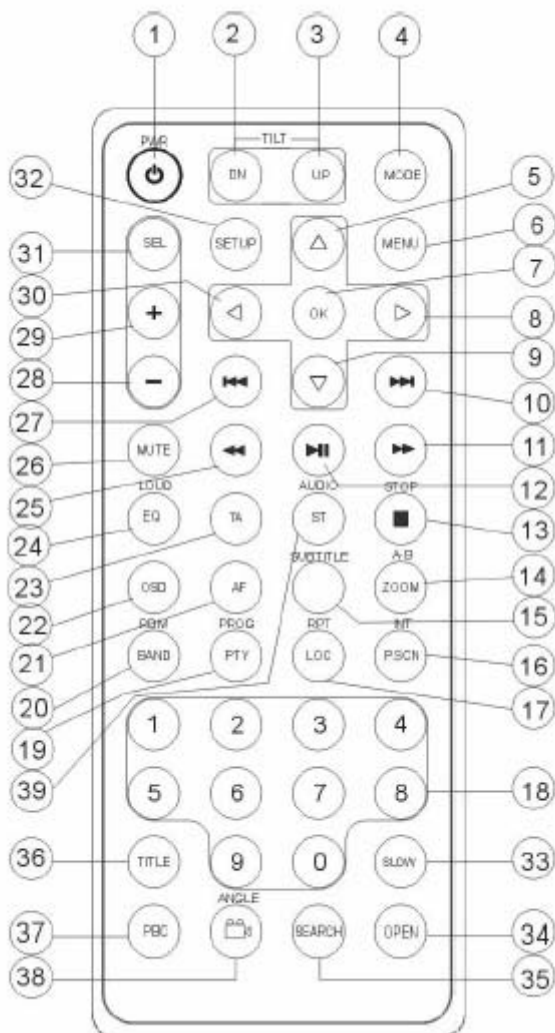 1 2 3 4
PWR TILT
DN UP MODE
32 5
SEL SETUP MENU 6
31 7
30 OK 8
29 + 9
28 − 10
27 11
26 MUTE
25 LOUD AUDIO STOP 12
24 EQ TA ST 13
23 SUBTITLE A-B 14
22 OSD AF ZOOM 15
21 PROG RPT INT
20 BAND PTY LOC PSCN 16
19 17
1 2 3 4
39 5 6 7 8 18
36 TITLE 9 0 SLOW 33
ANGLE
37 PBC SEARCH OPEN 34
38 35